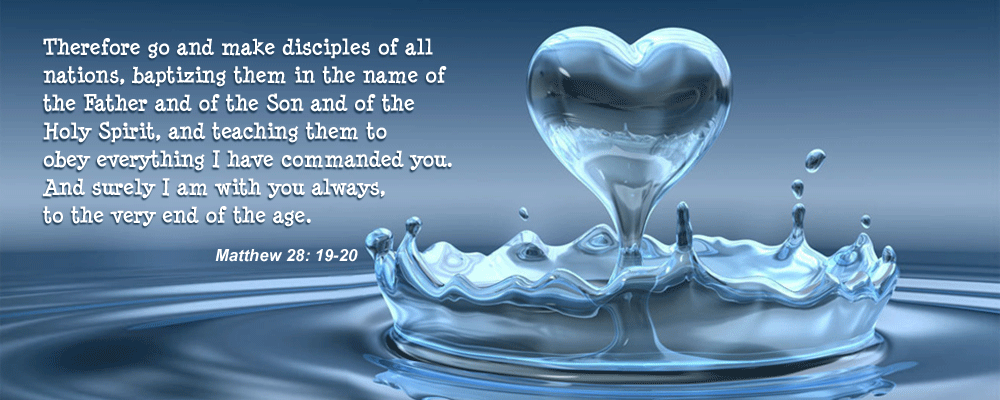 Therefore go and make disciples of all
nations, baptizing them in the name of
the Father and of the Son and of the
Holy Spirit, and teaching them to
obey everything I have commanded you.
And surely I am with you always,
to the very end of the age.
Matthew 28: 19-20